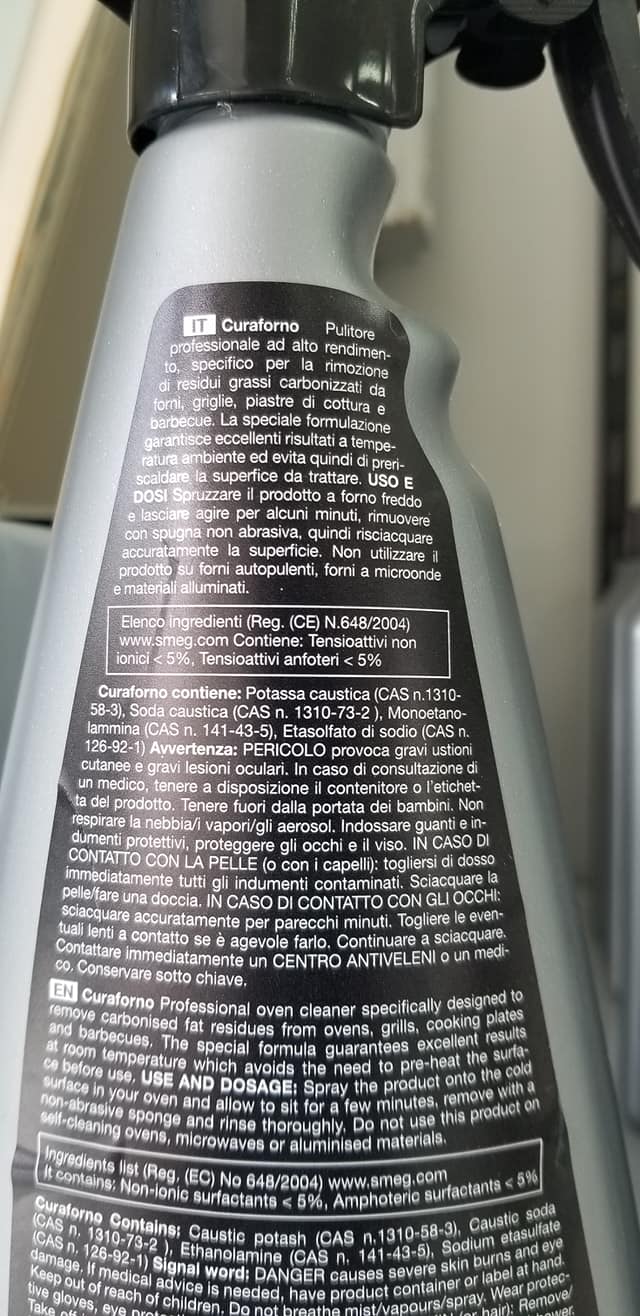 IT Curaforno Pulitore
professionale ad alto rendimen-
to, specifico per la rimozione
di residui grassi carbonizzati da
forni, griglie, piastre di cottura e
barbecue. La speciale formulazione
garantisce eccellenti risultati a tempe-
ratura ambiente ed evita quindi di preri-
scaldare la superfice da trattare. USO E
DOSI Spruzzare il prodotto a forno freddo
e lasciare agire per alcuni minuti, rimuovere
con spugna non abrasiva, quindi risciacquare
accuratamente la superficie. Non utilizzare il
prodotto su forni autopulenti, forni a microonde
e materiali alluminati.
Elenco ingredienti (Reg. (CE) N.648/2004)
www.smeg.com Contiene: Tensioattivi non
ionici < 5%, Tensioattivi anfoteri < 5%
Curaforno contiene: Potassa caustica (CAS n.1310-
58-3), Soda caustica (CAS n. 1310-73-2 ), Monoetano-
lammina (CAS n. 141-43-5), Etasolfato di sodio (CAS n.
126-92-1) Avvertenza: PERICOLO provoca gravi ustioni
cutanee e gravi lesioni oculari. In caso di consultazione di
un medico, tenere a disposizione il contenitore o l'etichet-
ta del prodotto. Tenere fuori dalla portata dei bambini. Non
respirare la nebbia/i vapori/gli aerosol. Indossare guanti e in-
dumenti protettivi, proteggere gli occhi e il viso. IN CASO DI
CONTATTO CON LA PELLE (o con i capelli): togliersi di dosso
immediatamente tutti gli indumenti contaminati. Sciacquare la
pelle/fare una doccia. IN CASO DI CONTATTO CON GLI OCCHI:
sciacquare accuratamente per parecchi minuti. Togliere le even-
tuali lenti a contatto se è agevole farlo. Continuare a sciacquare.
Contattare immediatamente un CENTRO ANTIVELENI o un medi-
co. Conservare sotto chiave.
EN Curaforno Professional oven cleaner specifically designed to
remove carbonised fat residues from ovens, grills, cooking plates
and barbecues. The special formula guarantees excellent results
at room temperature which avoids the need to pre-heat the surfa-
ce before use. USE AND DOSAGE: Spray the product onto the cold
surface in your oven and allow to sit for a few minutes, remove with a
non-abrasive sponge and rinse thoroughly. Do not use this product on
self-cleaning ovens, microwaves or aluminised materials.
Ingredients list (Reg. (EC) No 648/2004) www.smeg.com
It contains: Non-ionic surfactants < 5%, Amphoteric surfactants < 5%
Curaforno Contains: Caustic potash (CAS n.1310-58-3), Caustic soda
(CAS n. 1310-73-2 ), Ethanolamine (CAS n. 141-43-5), Sodium etasulfate
(CAS n. 126-92-1) Signal word: DANGER causes severe skin burns and eye
damage. If medical advice is needed, have product container or label at hand.
Keep out of reach of children. Do not breathe mist/vapours/spray. Wear protec-
tive gloves, eye hair): Remove/
Take off